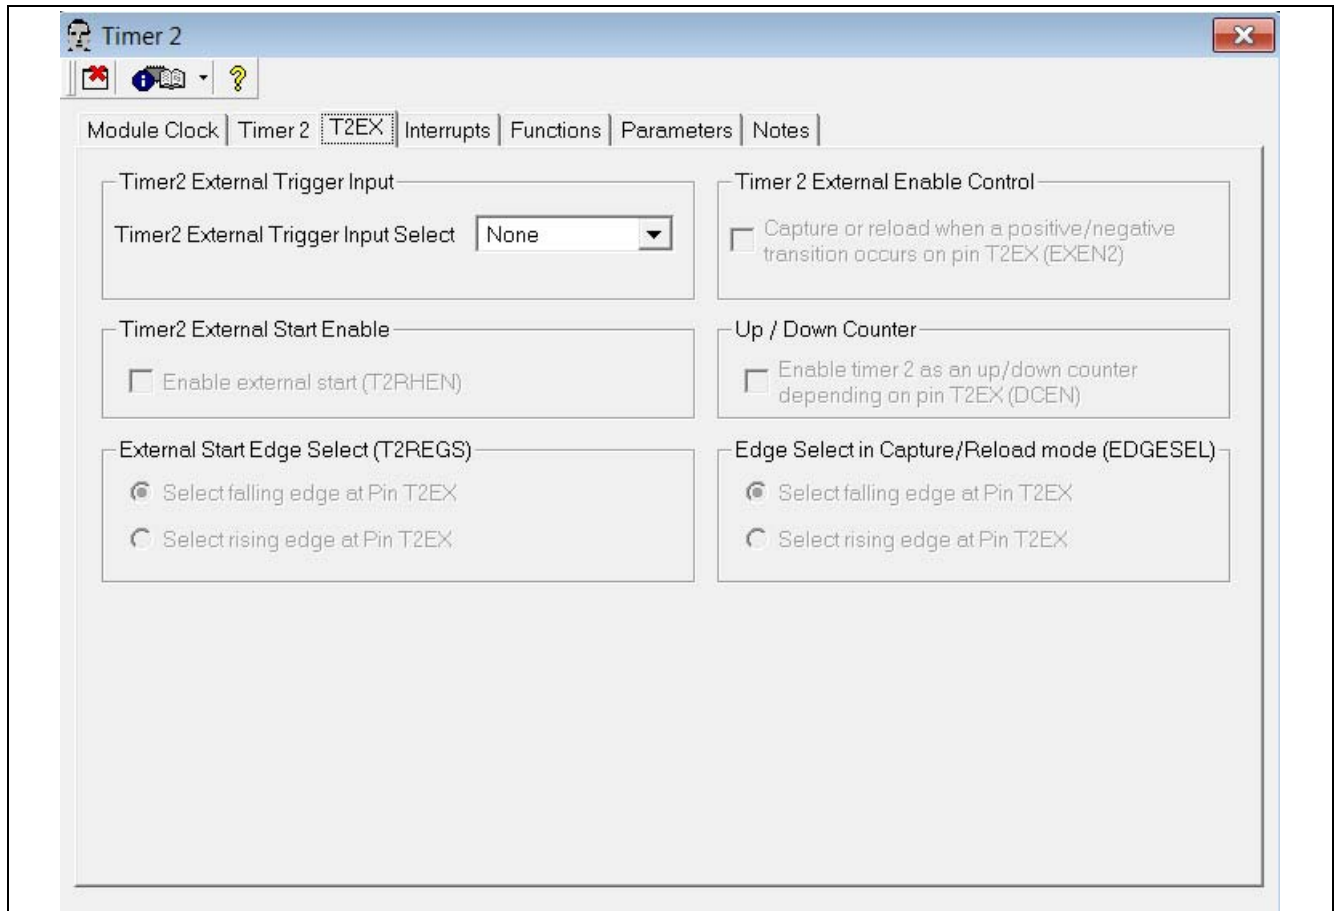 Timer 2
Module Clock
Timer 2
T2EX
Interrupts
Functions
Parameters
Notes
Timer2 External Trigger Input
Timer2 External Trigger Input Select
None
Timer2 External Start Enable
Enable external start (T2RHEN)
External Start Edge Select (T2REGS)
Select falling edge at Pin T2EX
Select rising edge at Pin T2EX
Timer 2 External Enable Control
Capture or reload when a positive/negative
transition occurs on pin T2EX (EXEN2)
Up / Down Counter
Enable timer 2 as an up/down counter
depending on pin T2EX (DCEN)
Edge Select in Capture/Reload mode (EDGESEL)
Select falling edge at Pin T2EX
Select rising edge at Pin T2EX